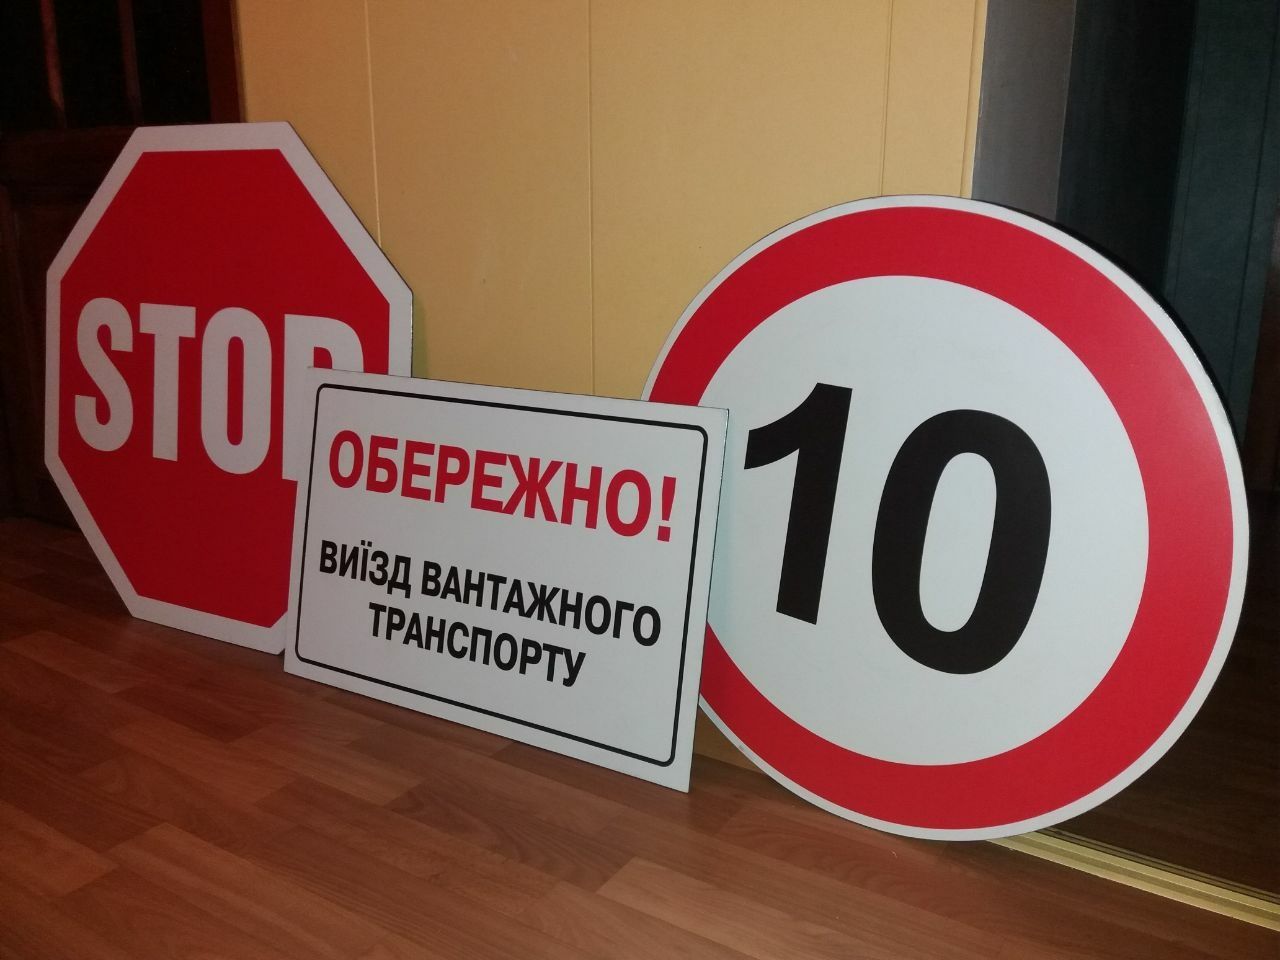 STOP
ОБЕРЕЖНО!
ВИЇЗД ВАНТАЖНОГО
ТРАНСПОРТУ
10